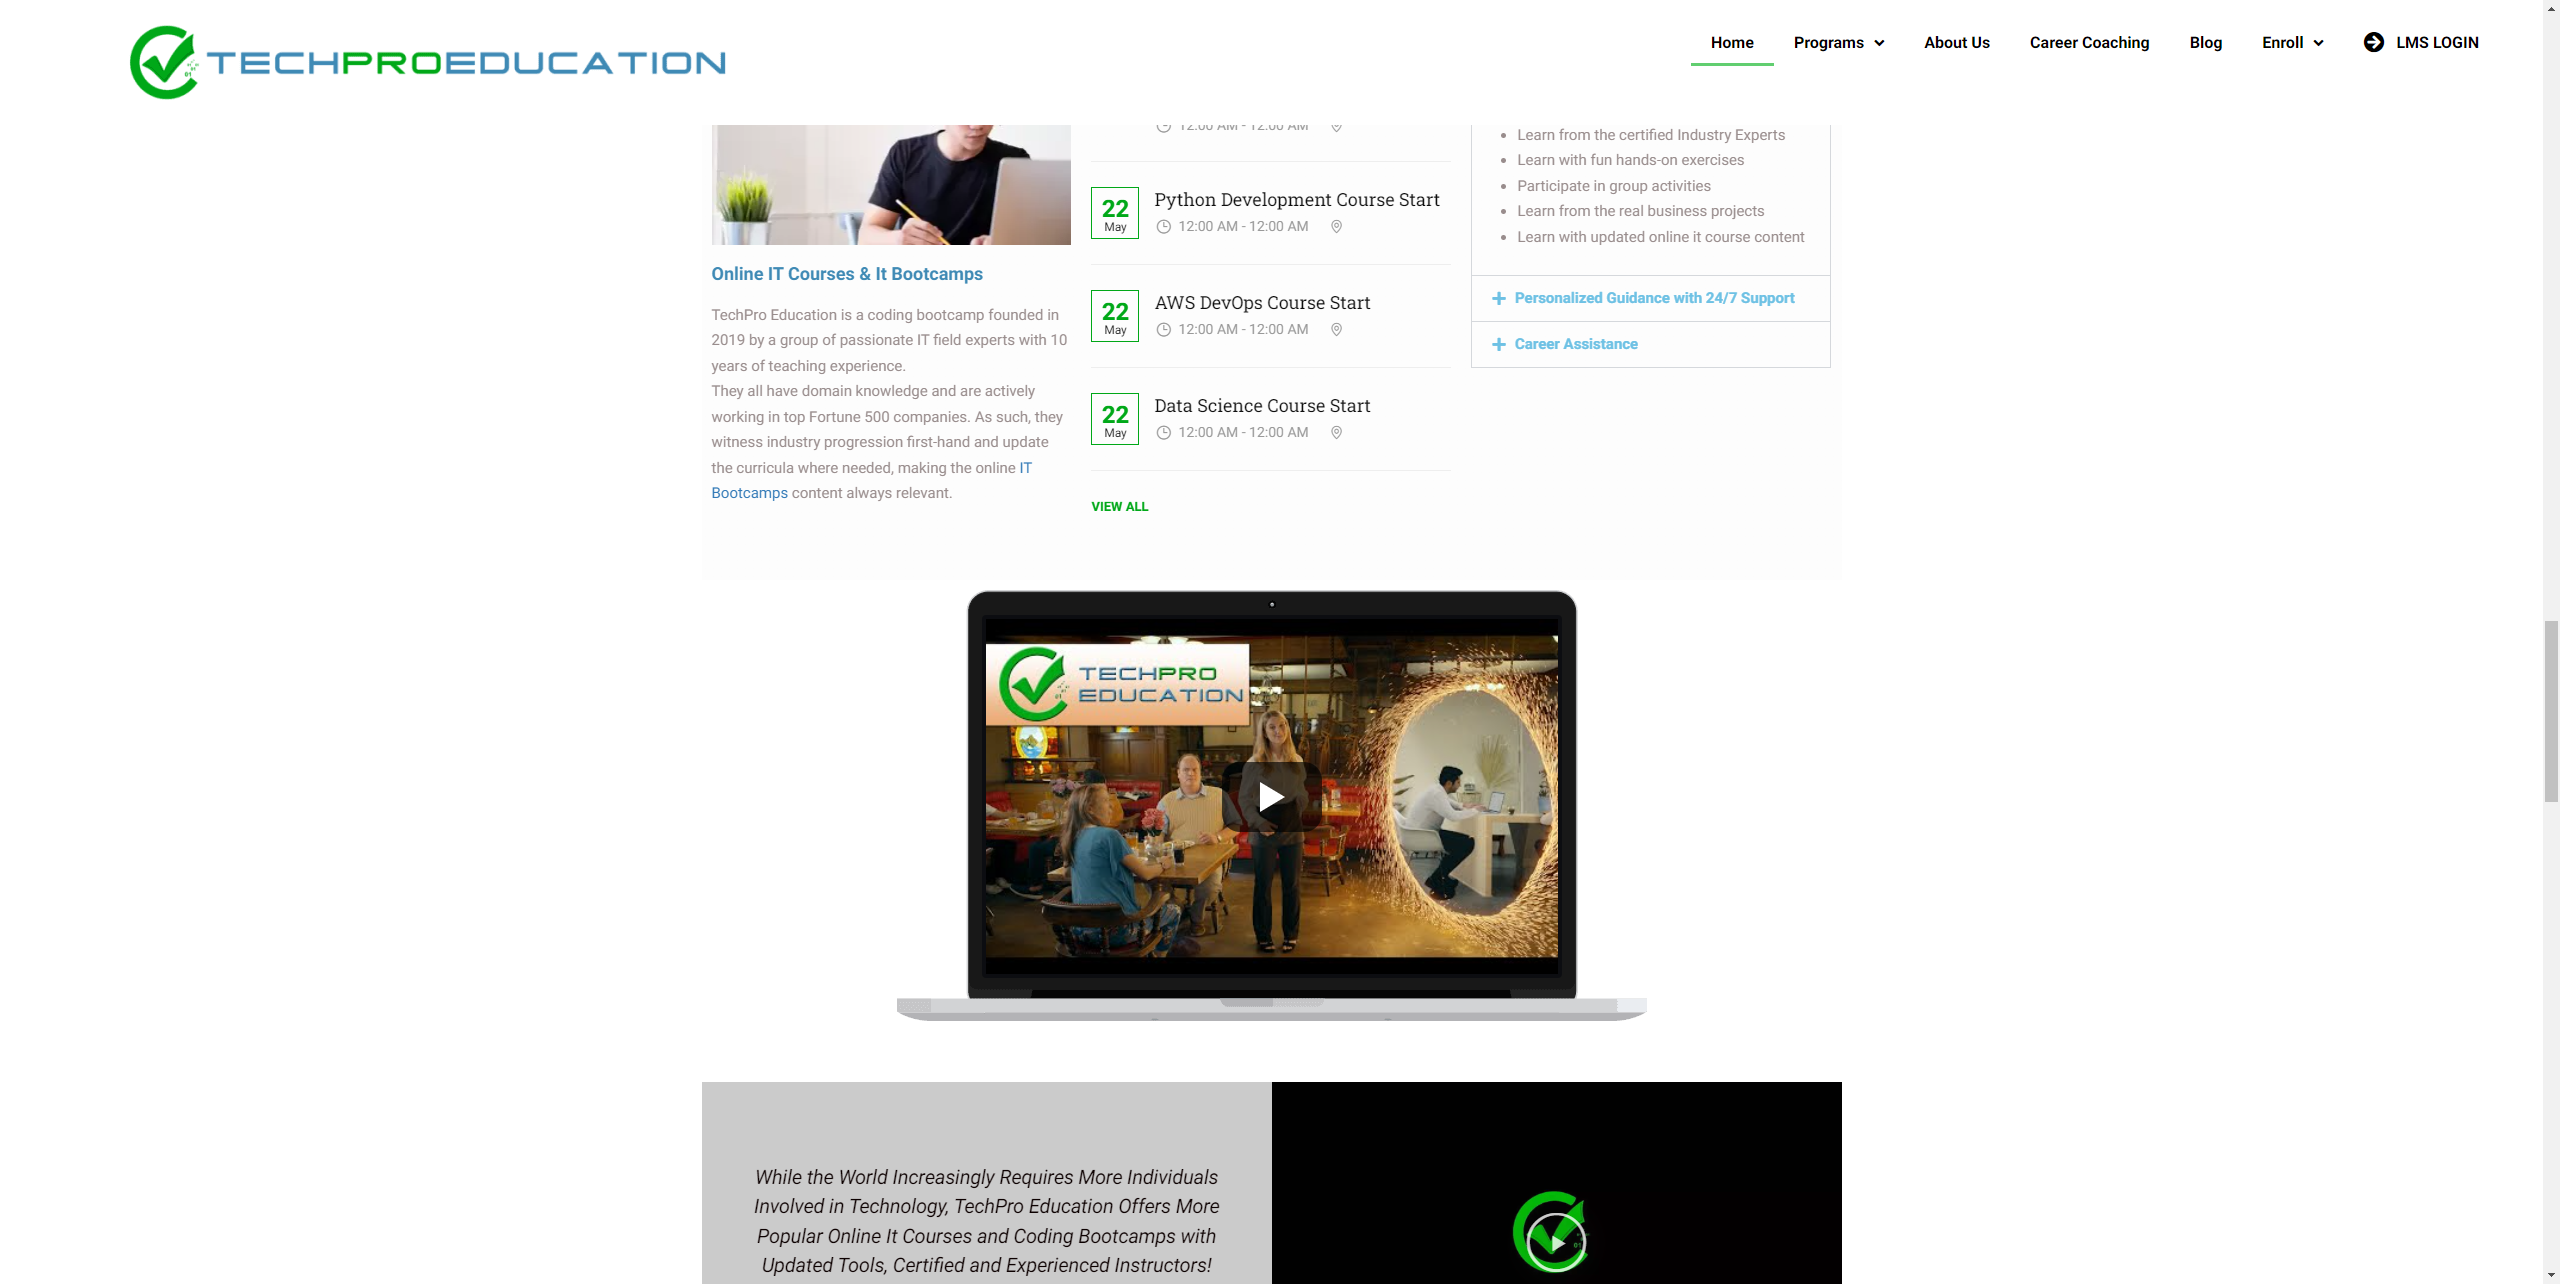 TECHPROEDUCATION
Home
Programs
About Us
Career Coaching
Blog
Enroll
LMS LOGIN
12:00 AM - 12:00 AM
Learn from the certified Industry Experts
Learn with fun hands-on exercises
Participate in group activities
Learn from the real business projects
Learn with updated online it course content
22
May
Python Development Course Start
12:00 AM - 12:00 AM
Online IT Courses & It Bootcamps
TechPro Education is a coding bootcamp founded in
2019 by a group of passionate IT field experts with 10
years of teaching experience.
They all have domain knowledge and are actively
working in top Fortune 500 companies. As such, they
witness industry progression first-hand and update
the curricula where needed, making the online IT
Bootcamps content always relevant.
22
May
AWS DevOps Course Start
12:00 AM - 12:00 AM
22
May
Data Science Course Start
12:00 AM - 12:00 AM
VIEW ALL
Personalized Guidance with 24/7 Support
Career Assistance
TECHPRO
EDUCATION
While the World Increasingly Requires More Individuals
Involved in Technology, TechPro Education Offers More
Popular Online It Courses and Coding Bootcamps with
Updated Tools, Certified and Experienced Instructors!